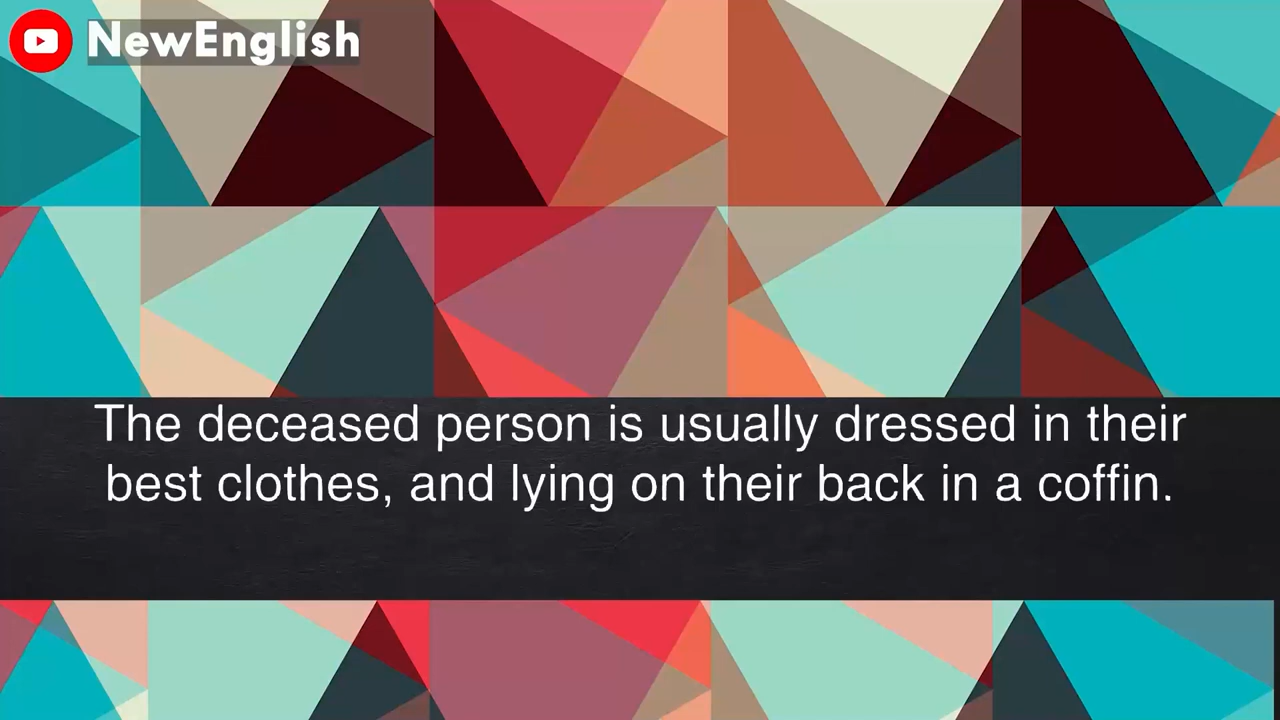 NewEnglish
The deceased person is usually dressed in their
best clothes, and lying on their back in a coffin.